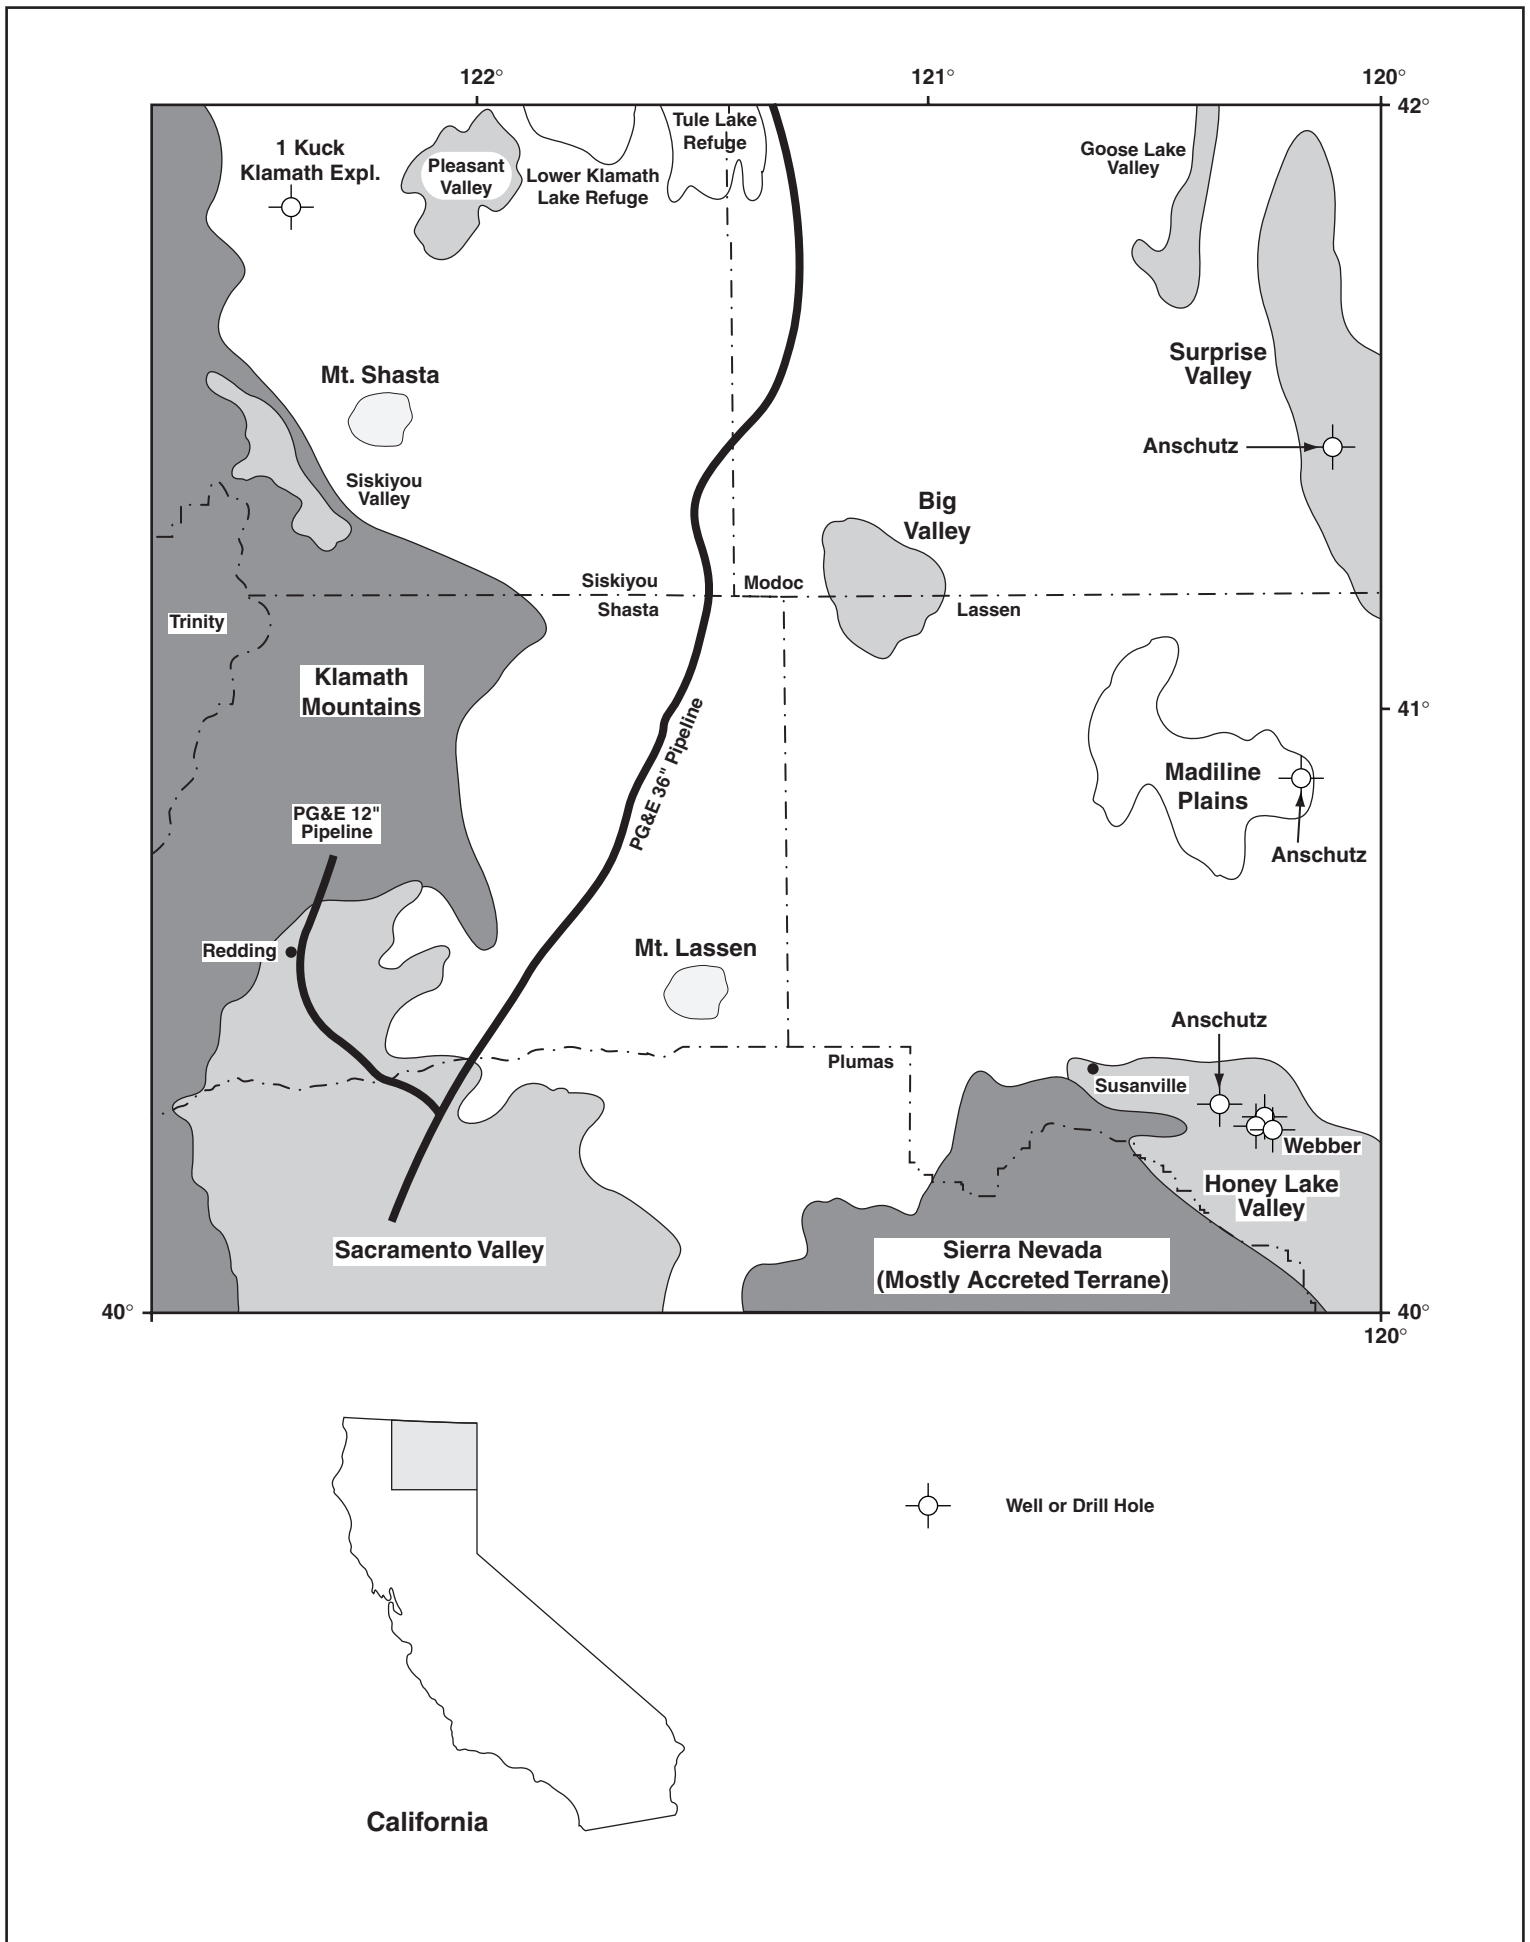 122°
121°
120°
42°
1 Kuck
Klamath Expl.
Pleasant
Valley
Lower Klamath
Lake Refuge
Tule Lake
Refuge
Goose Lake
Valley
Surprise
Valley
Mt. Shasta
Anschutz
Siskiyou
Valley
Big
Valley
Siskiyou
Modoc
Shasta
Lassen
Trinity
Klamath
Mountains
41°
PG&E 36" Pipeline
Madiline
Plains
PG&E 12"
Pipeline
Anschutz
Redding
Mt. Lassen
Anschutz
Plumas
Susanville
Webber
Honey Lake
Valley
Sacramento Valley
Sierra Nevada
(Mostly Accreted Terrane)
40°
40°
120°
Well or Drill Hole
California